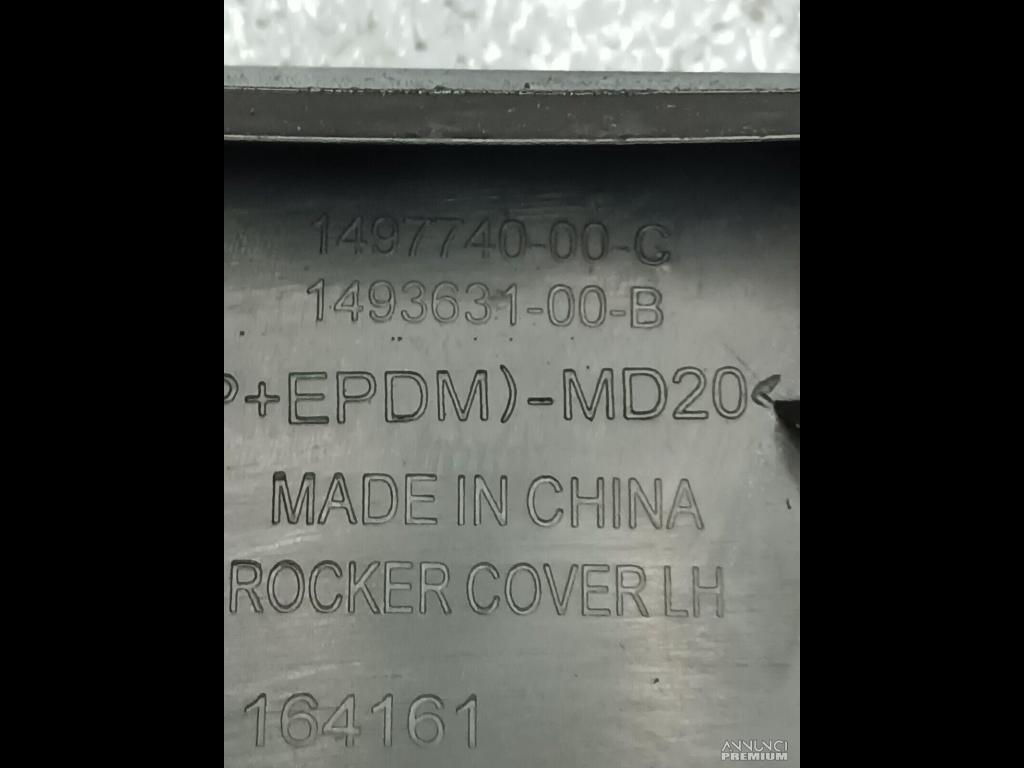 1497740-00-G
1493631-00-B
P+EPDM)-MD20<
MADE IN CHINA
ROCKER COVER LH
164161
ANNUNCI
PREMIUM